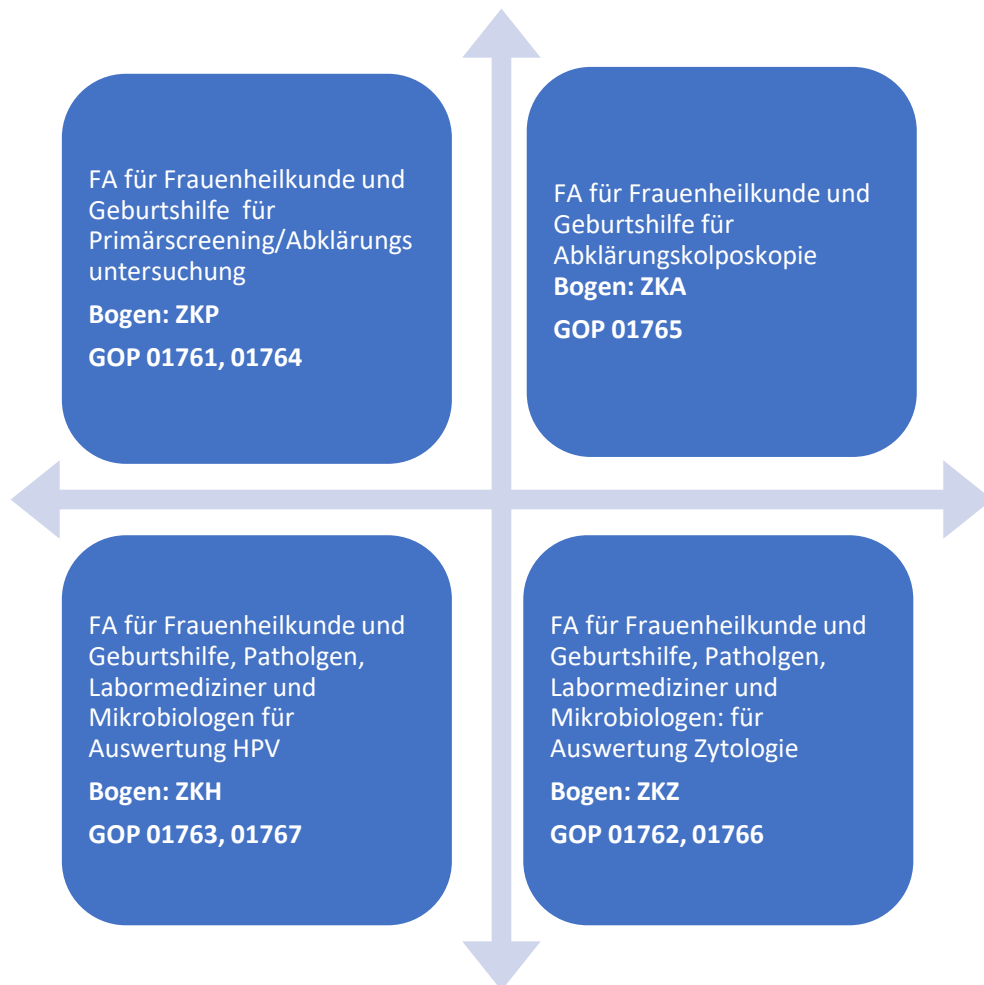 FA für Frauenheilkunde und
Geburtshilfe für
Primärscreening/Abklärungs
untersuchung
Bogen: ZKP
GOP 01761, 01764
FA für Frauenheilkunde und
Geburtshilfe für
Abklärungskolposkopie
Bogen: ZKA
GOP 01765
FA für Frauenheilkunde und
Geburtshilfe, Patholgen,
Labormediziner und
Mikrobiologen für
Auswertung HPV
Bogen: ZKH
GOP 01763, 01767
FA für Frauenheilkunde und
Geburtshilfe, Patholgen,
Labormediziner und
Mikrobiologen: für
Auswertung Zytologie
Bogen: ZKZ
GOP 01762, 01766